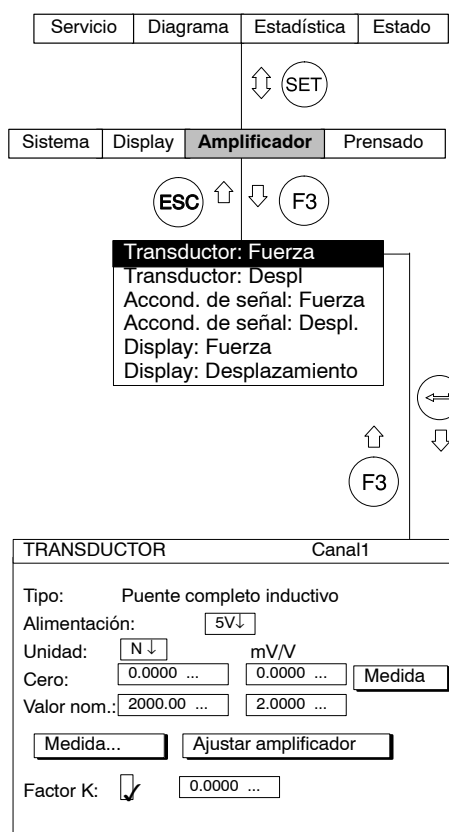 Servicio Diagrama Estadística Estado
SET
Sistema Display Amplificador Prensado
ESC F3
Transductor: Fuerza
Transductor: Despl
Accond. de señal: Fuerza
Accond. de señal: Despl.
Display: Fuerza
Display: Desplazamiento
F3
TRANSDUCTOR Canal1
Tipo: Puente completo inductivo
Alimentación: 5V↓
Unidad: N ↓ mV/V
Cero: 0.0000 ... 0.0000 ... Medida
Valor nom.: 2000.00 ... 2.0000 ...
Medida... Ajustar amplificador
Factor K: ✓ 0.0000 ...